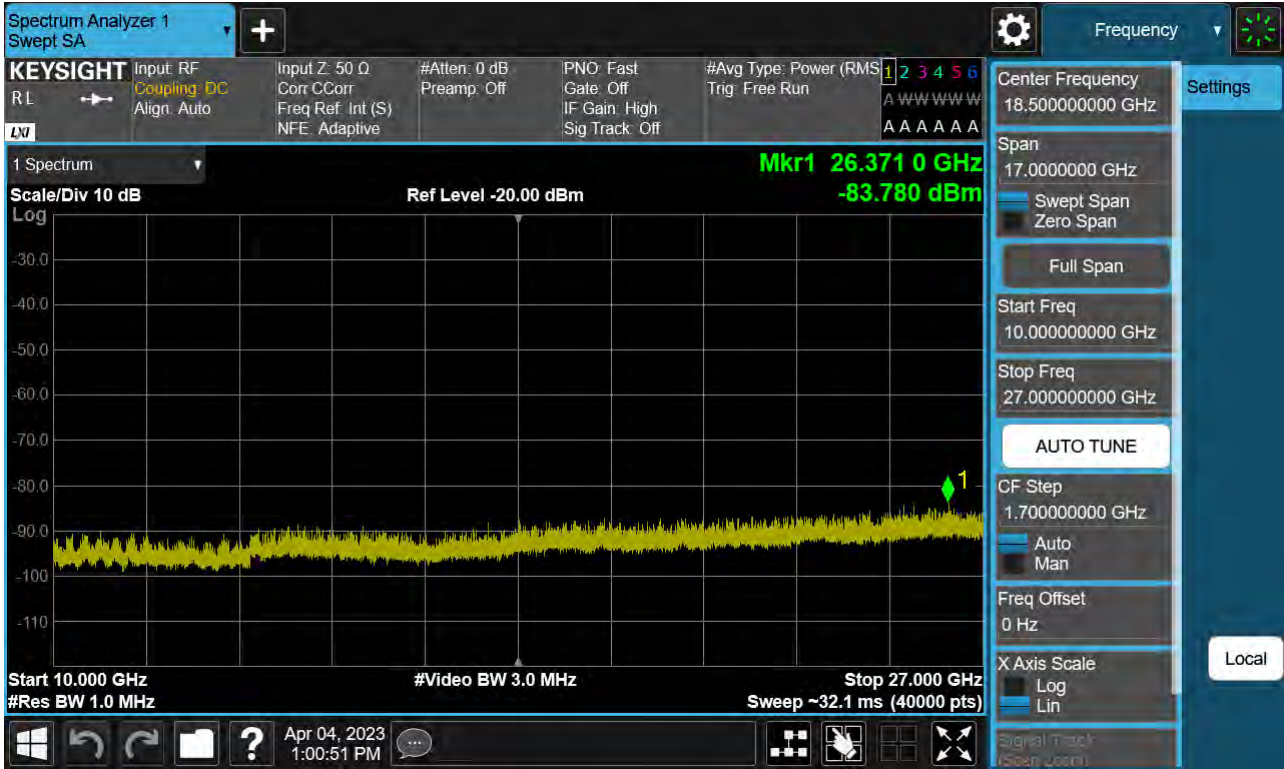 Spectrum Analyzer 1
Swept SA
Frequency
KEYSIGHT
R L
LXI
Input: RF
Coupling: DC
Align: Auto
Input Z: 50 Ω
Corr CCorr
Freq Ref: Int (S)
NFE: Adaptive
#Atten: 0 dB
Preamp: Off
PNO: Fast
Gate: Off
IF Gain: High
Sig Track: Off
#Avg Type: Power (RMS
Trig: Free Run
1 2 3 4 5 6
A W W W W W
A A A A A A
1 Spectrum
Mkr1 26.371 0 GHz
-83.780 dBm
Scale/Div 10 dB
Ref Level -20.00 dBm
Log
-30.0
-40.0
-50.0
-60.0
-70.0
-80.0
-90.0
-100
-110
1
Start 10.000 GHz
#Video BW 3.0 MHz
Stop 27.000 GHz
#Res BW 1.0 MHz
Sweep ~32.1 ms (40000 pts)
Center Frequency
18.500000000 GHz
Span
17.0000000 GHz
Swept Span
Zero Span
Full Span
Start Freq
10.000000000 GHz
Stop Freq
27.000000000 GHz
AUTO TUNE
CF Step
1.700000000 GHz
Auto
Man
Freq Offset
0 Hz
X Axis Scale
Log
Lin
Signal Track
(Span Zoom)
Settings
Local
?
Apr 04, 2023
1:00:51 PM